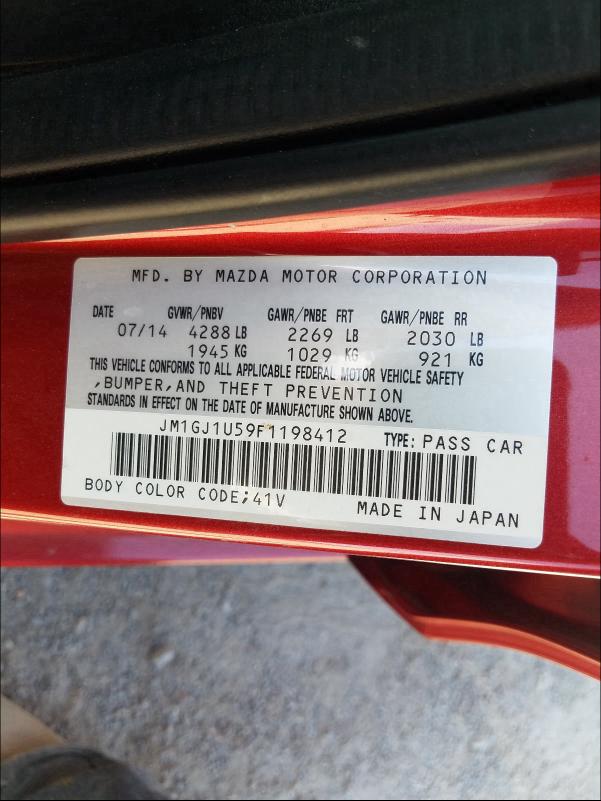 MFD. BY MAZDA MOTOR CORPORATION
DATE GVWR/PNBV GAWR/PNBE FRT GAWR/PNBE RR
07/14 4288 LB 2269 LB 2030 LB
1945 KG 1029 KG 921 KG
THIS VEHICLE CONFORMS TO ALL APPLICABLE FEDERAL MOTOR VEHICLE SAFETY
,BUMPER,AND THEFT PREVENTION
STANDARDS IN EFFECT ON THE DATE OF MANUFACTURE SHOWN ABOVE.
JM1GJ1U59F1198412 TYPE: PASS CAR
BODY COLOR CODE;41V MADE IN JAPAN